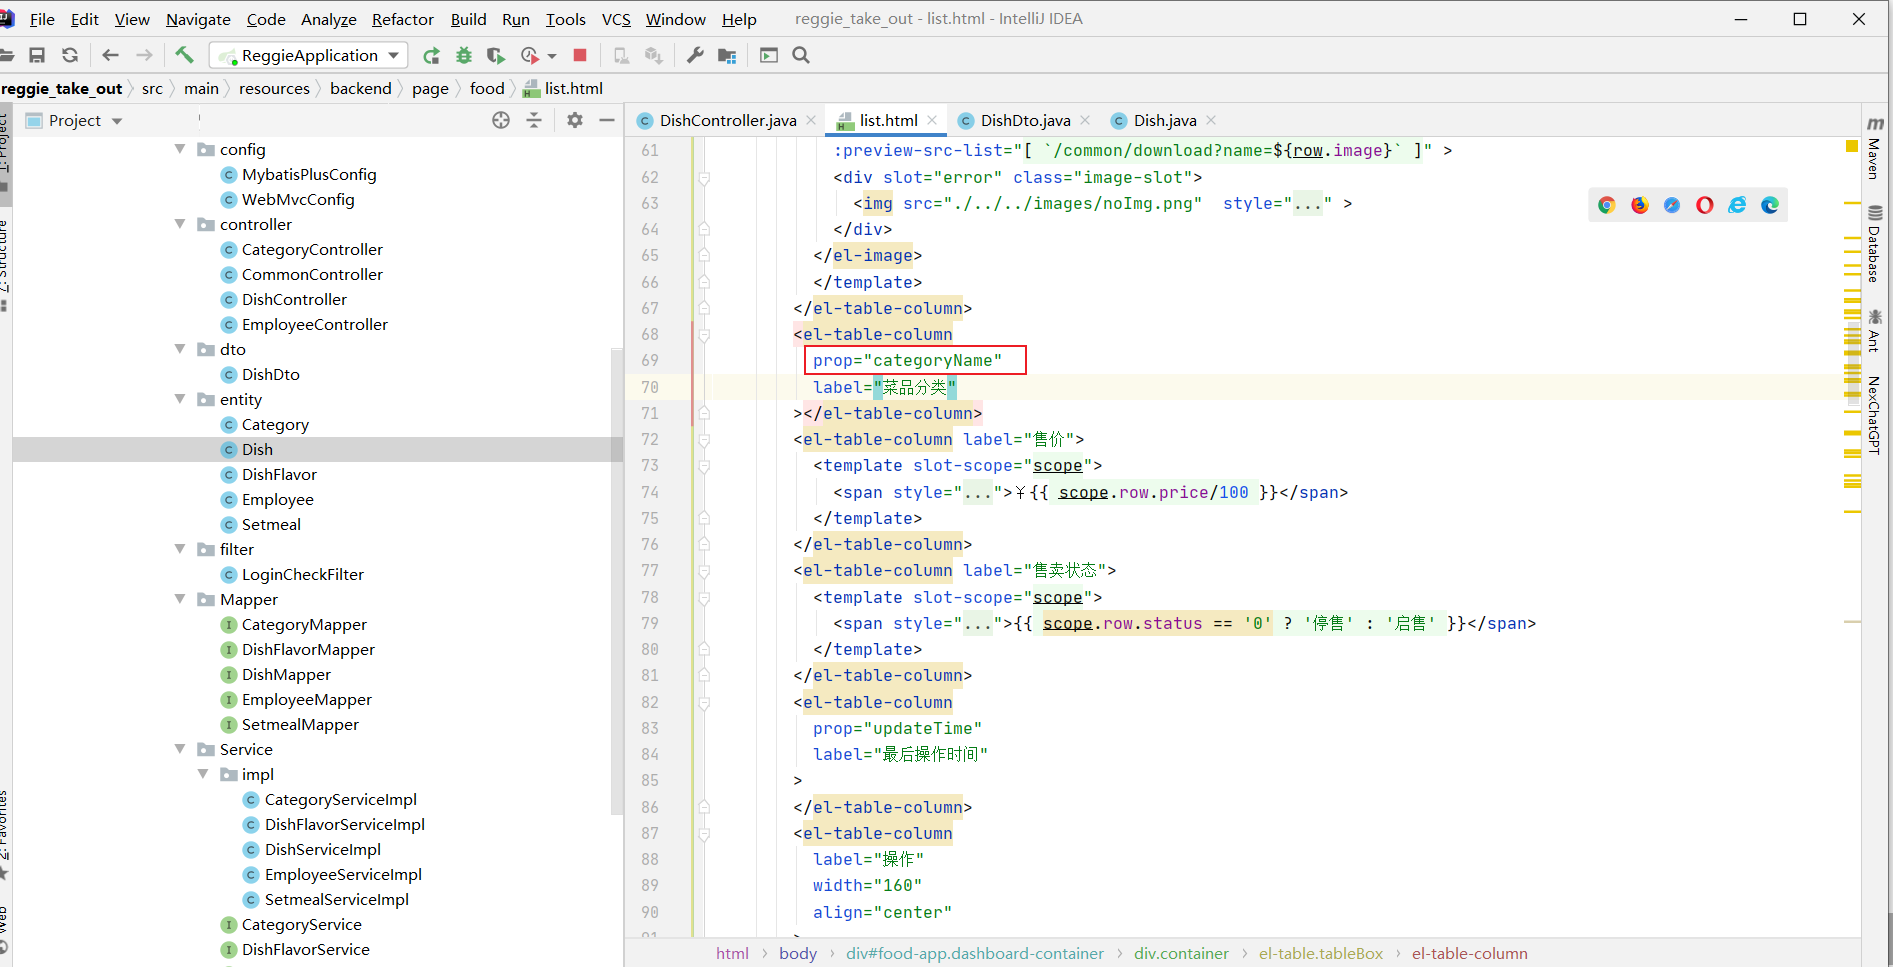 File Edit View Navigate Code Analyze Refactor Build Run Tools VCS Window Help reggie_take_out - list.html - IntelliJ IDEA
ReggieApplication
reggie_take_out src main resources backend page food list.html
Project
DishController.java list.html DishDto.java Dish.java
1: Project
7: Structure
2: Favorites
Web
config
MybatisPlusConfig
WebMvcConfig
controller
CategoryController
CommonController
DishController
EmployeeController
dto
DishDto
entity
Category
Dish
DishFlavor
Employee
Setmeal
filter
LoginCheckFilter
Mapper
CategoryMapper
DishFlavorMapper
DishMapper
EmployeeMapper
SetmealMapper
Service
impl
CategoryServiceImpl
DishFlavorServiceImpl
DishServiceImpl
EmployeeServiceImpl
SetmealServiceImpl
CategoryService
DishFlavorService
61 :preview-src-list="[ `/common/download?name=${row.image}` ]" >
62 <div slot="error" class="image-slot">
63 <img src="./../../images/noImg.png" style="..." >
64 </div>
65 </el-image>
66 </template>
67 </el-table-column>
68 <el-table-column
69 prop="categoryName"
70 label="菜品分类"
71 ></el-table-column>
72 <el-table-column label="售价">
73 <template slot-scope="scope">
74 <span style="...">￥{{ scope.row.price/100 }}</span>
75 </template>
76 </el-table-column>
77 <el-table-column label="售卖状态">
78 <template slot-scope="scope">
79 <span style="...">{{ scope.row.status == '0' ? '停售' : '启售' }}</span>
80 </template>
81 </el-table-column>
82 <el-table-column
83 prop="updateTime"
84 label="最后操作时间"
85 >
86 </el-table-column>
87 <el-table-column
88 label="操作"
89 width="160"
90 align="center"
91 >
html body div#food-app.dashboard-container div.container el-table.tableBox el-table-column
Maven
Database
Ant
NexChatGPT